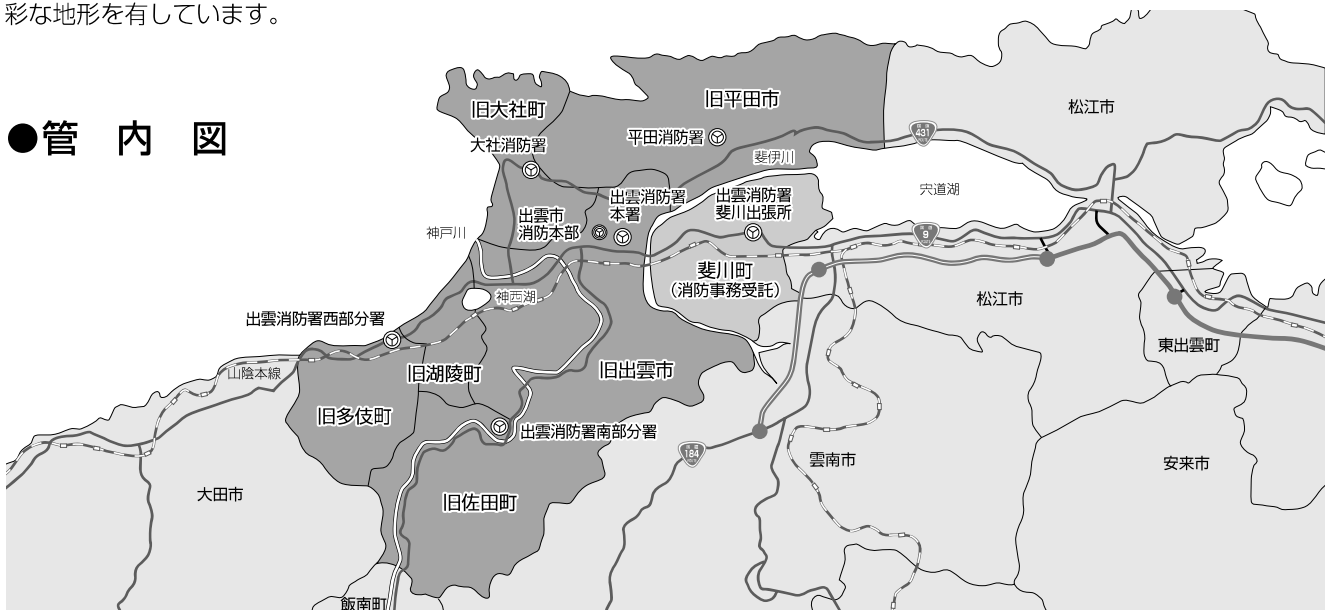 彩な地形を有しています。
●管　内　図
旧大社町
旧平田市
松江市
大社消防署
平田消防署
431
斐伊川
宍道湖
出雲消防署
本署
出雲消防署
斐川出張所
出雲市
消防本部
神戸川
9
斐川町
（消防事務受託）
神西湖
松江市
出雲消防署西部分署
東出雲町
山陰本線
旧湖陵町
旧出雲市
旧多伎町
出雲消防署南部分署
184
雲南市
安来市
大田市
旧佐田町
飯南町